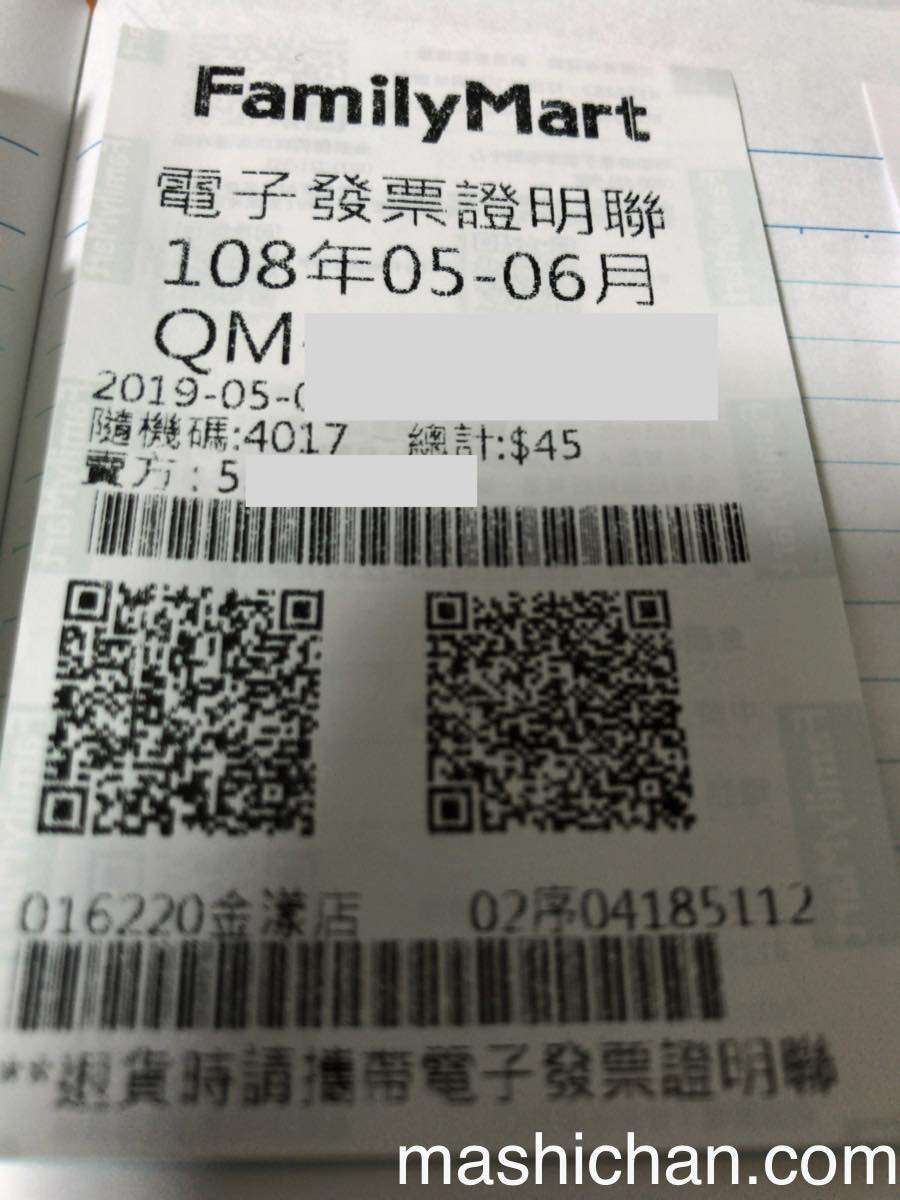 FamilyMart
電子發票證明聯
108年05-06月
QM-
2019-05-0
隨機碼:4017 總計:$45
賣方:5
016220金漾店 02序04185112
**退貨時請攜帶電子發票證明聯
mashichan.com